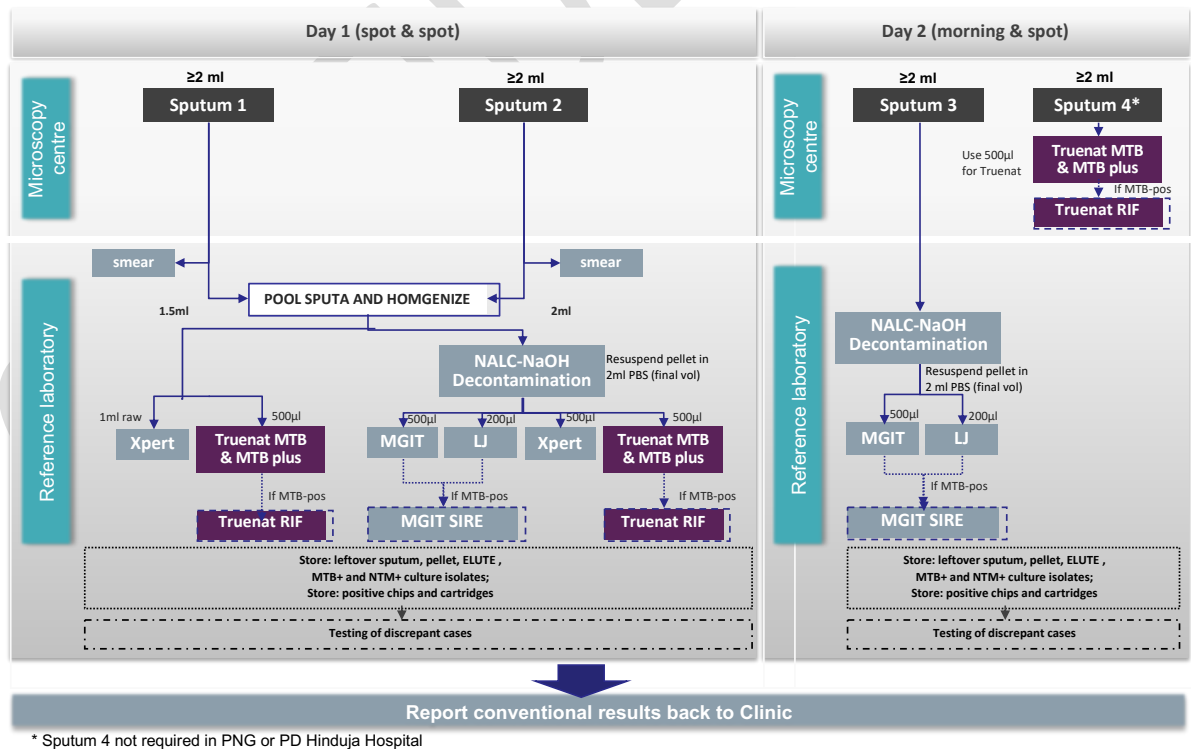 Day 1 (spot & spot)
Day 2 (morning & spot)
Microscopy
centre
≥2 ml
Sputum 1
≥2 ml
Sputum 2
Microscopy
centre
≥2 ml
Sputum 3
≥2 ml
Sputum 4*
Use 500µl
for Truenat
Truenat MTB
& MTB plus
If MTB-pos
Truenat RIF
Reference laboratory
smear
smear
POOL SPUTA AND HOMGENIZE
1.5ml
2ml
NALC-NaOH
Decontamination
Resuspend pellet in
2ml PBS (final vol)
1ml raw
500µl
500µl
200µl
500µl
500µl
Xpert
Truenat MTB
& MTB plus
MGIT
LJ
Xpert
Truenat MTB
& MTB plus
If MTB-pos
If MTB-pos
If MTB-pos
Truenat RIF
MGIT SIRE
Truenat RIF
Store: leftover sputum, pellet, ELUTE ,
MTB+ and NTM+ culture isolates;
Store: positive chips and cartridges
Testing of discrepant cases
Reference laboratory
NALC-NaOH
Decontamination
Resuspend pellet in
2 ml PBS (final vol)
500µl
200µl
MGIT
LJ
If MTB-pos
MGIT SIRE
Store: leftover sputum, pellet, ELUTE ,
MTB+ and NTM+ culture isolates;
Store: positive chips and cartridges
Testing of discrepant cases
Report conventional results back to Clinic
* Sputum 4 not required in PNG or PD Hinduja Hospital